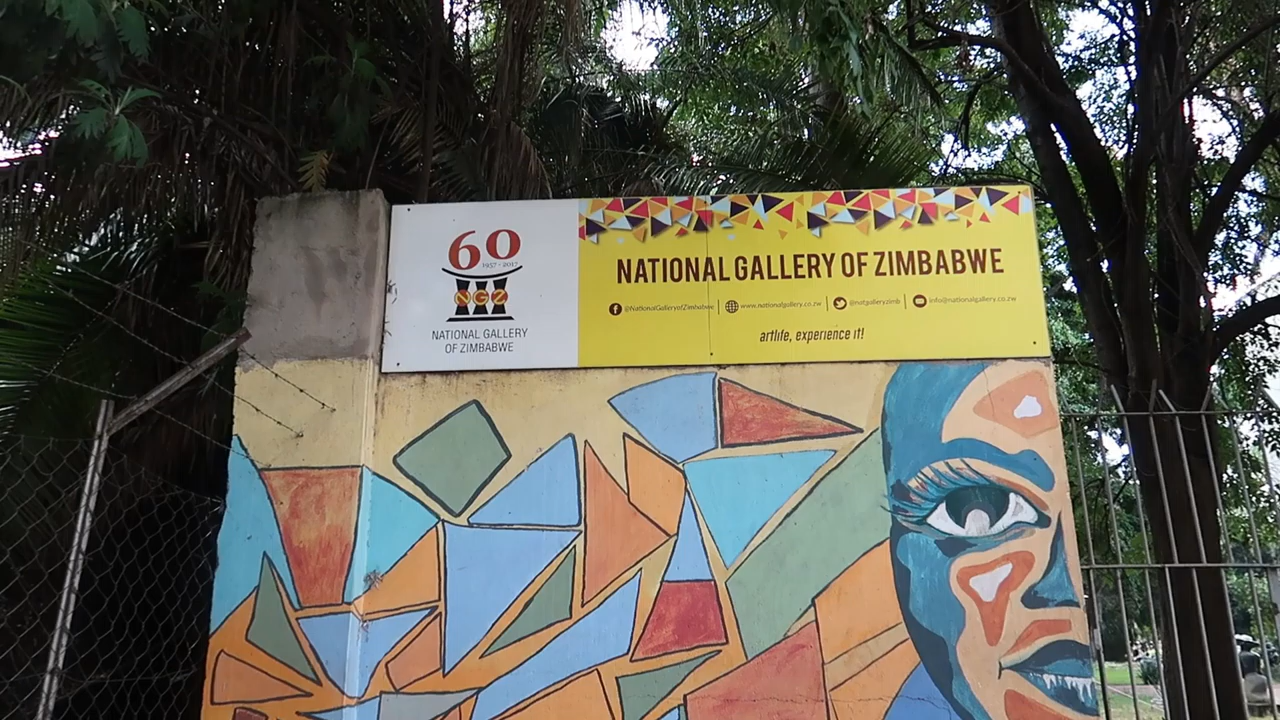 60
1957 - 2017
NGZ
NATIONAL GALLERY
OF ZIMBABWE
NATIONAL GALLERY OF ZIMBABWE
@NationalGalleryofZimbabwe www.nationalgallery.co.zw @natgalleryzimb info@nationalgallery.co.zw
artlife, experience it!